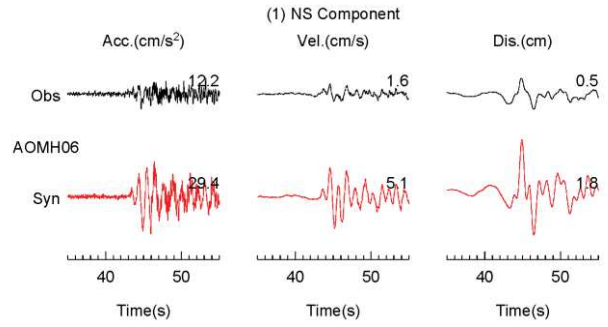 (1) NS Component
Acc.(cm/s²) Vel.(cm/s) Dis.(cm)
12.2 1.6 0.5
Obs
AOMH06
29.4 5.1 1.8
Syn
40 50 40 50 40 50
Time(s) Time(s) Time(s)